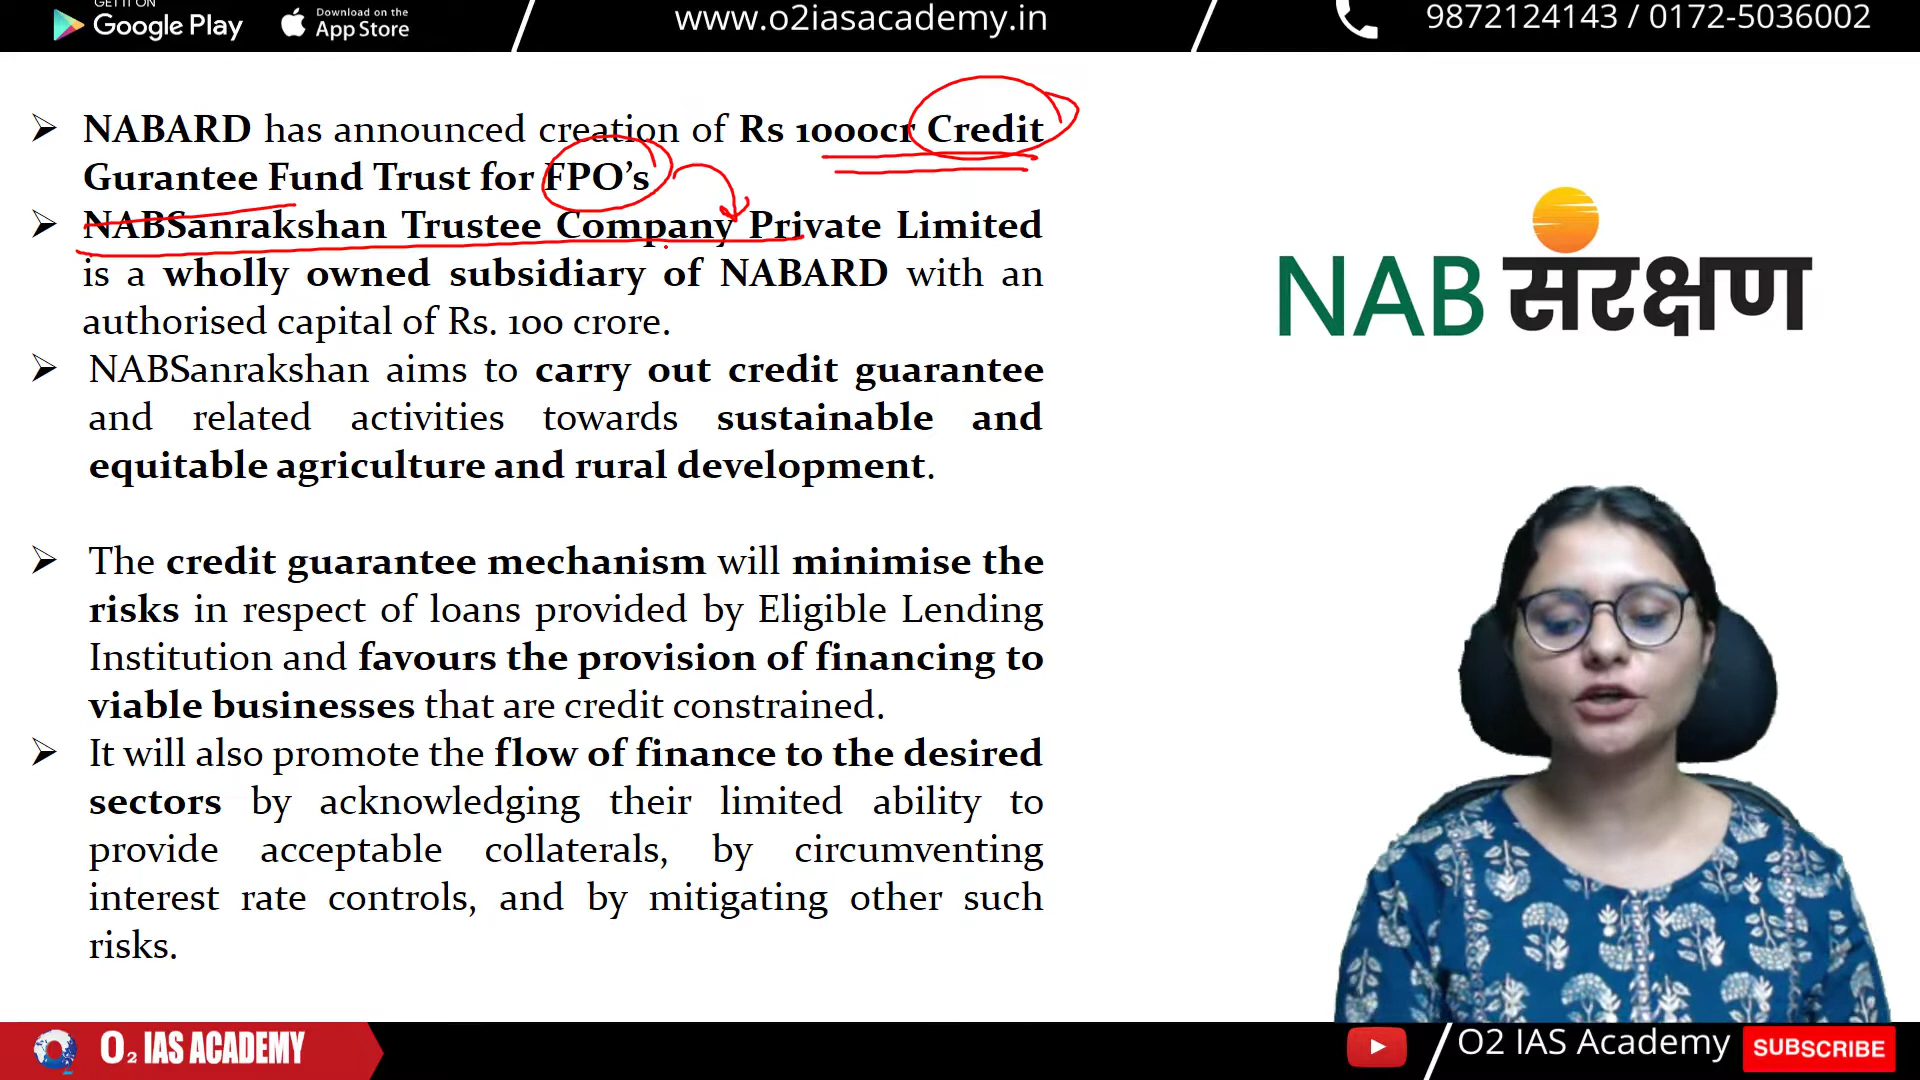 GET IT ON
Google Play
Download on the
App Store
www.o2iasacademy.in
9872124143 / 0172-5036002
➢ NABARD has announced creation of Rs 1000cr Credit
Gurantee Fund Trust for FPO’s
➢ NABSanrakshan Trustee Company Private Limited
is a wholly owned subsidiary of NABARD with an
authorised capital of Rs. 100 crore.
➢ NABSanrakshan aims to carry out credit guarantee
and related activities towards sustainable and
equitable agriculture and rural development.
➢ The credit guarantee mechanism will minimise the
risks in respect of loans provided by Eligible Lending
Institution and favours the provision of financing to
viable businesses that are credit constrained.
➢ It will also promote the flow of finance to the desired
sectors by acknowledging their limited ability to
provide acceptable collaterals, by circumventing
interest rate controls, and by mitigating other such
risks.
NAB संरक्षण
O2 IAS ACADEMY
O2 IAS Academy
SUBSCRIBE